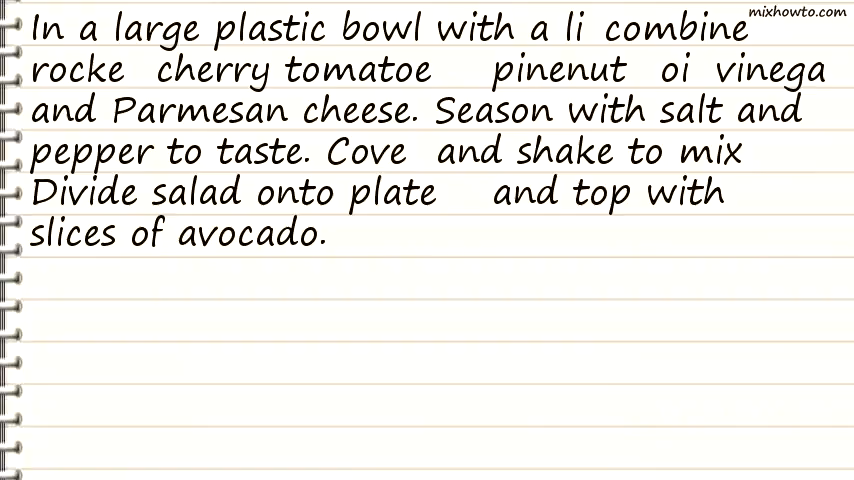 mixhowto.com
In a large plastic bowl with a li combine
rocke cherry tomatoe pinenut oi vinega
and Parmesan cheese. Season with salt and
pepper to taste. Cove and shake to mix
Divide salad onto plate and top with
slices of avocado.